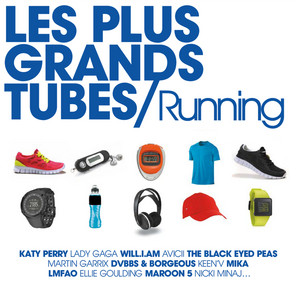 LES PLUS
GRANDS
TUBES/Running
KATY PERRY LADY GAGA WILL.I.AM AVICII THE BLACK EYED PEAS
MARTIN GARRIX DVBBS & BORGEOUS KEEN'V MIKA
LMFAO ELLIE GOULDING MAROON 5 NICKI MINAJ...